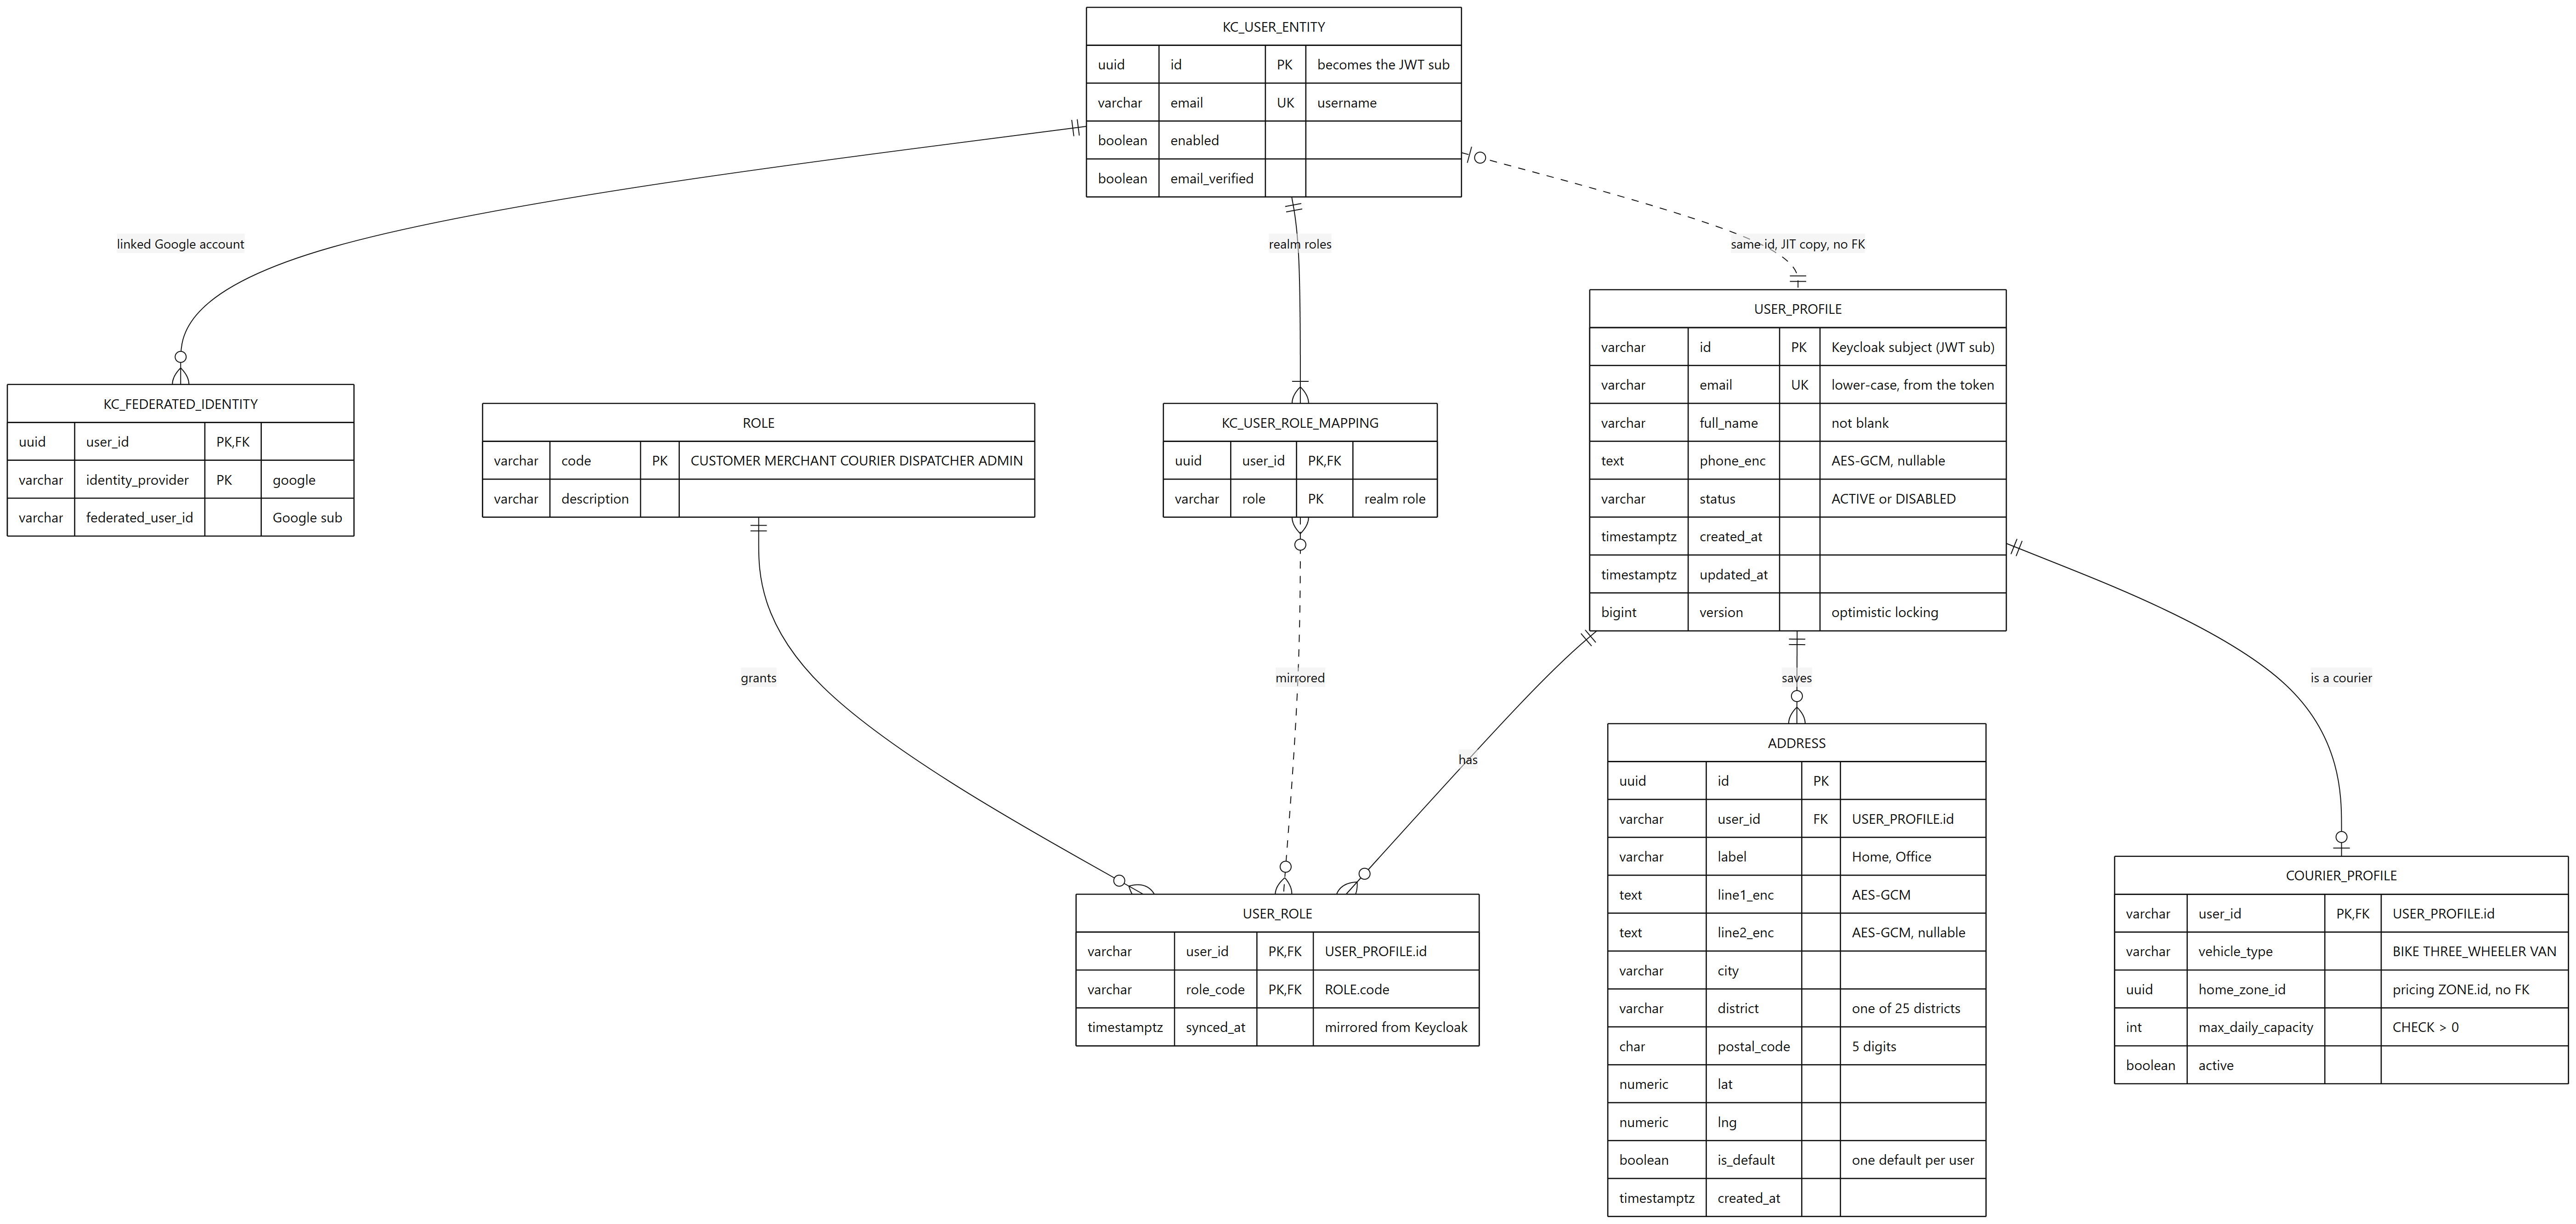 KC_USER_ENTITY
uuid id PK becomes the JWT sub
varchar email UK username
boolean enabled
boolean email_verified
linked Google account
realm roles
same id, JIT copy, no FK
KC_FEDERATED_IDENTITY
uuid user_id PK,FK
varchar identity_provider PK google
varchar federated_user_id Google sub
ROLE
varchar code PK CUSTOMER MERCHANT COURIER DISPATCHER ADMIN
varchar description
KC_USER_ROLE_MAPPING
uuid user_id PK,FK
varchar role PK realm role
USER_PROFILE
varchar id PK Keycloak subject (JWT sub)
varchar email UK lower-case, from the token
varchar full_name not blank
text phone_enc AES-GCM, nullable
varchar status ACTIVE or DISABLED
timestamptz created_at
timestamptz updated_at
bigint version optimistic locking
grants
mirrored
saves
is a courier
has
USER_ROLE
varchar user_id PK,FK USER_PROFILE.id
varchar role_code PK,FK ROLE.code
timestamptz synced_at mirrored from Keycloak
ADDRESS
uuid id PK
varchar user_id FK USER_PROFILE.id
varchar label Home, Office
text line1_enc AES-GCM
text line2_enc AES-GCM, nullable
varchar city
varchar district one of 25 districts
char postal_code 5 digits
numeric lat
numeric lng
boolean is_default one default per user
timestamptz created_at
COURIER_PROFILE
varchar user_id PK,FK USER_PROFILE.id
varchar vehicle_type BIKE THREE_WHEELER VAN
uuid home_zone_id pricing ZONE.id, no FK
int max_daily_capacity CHECK > 0
boolean active